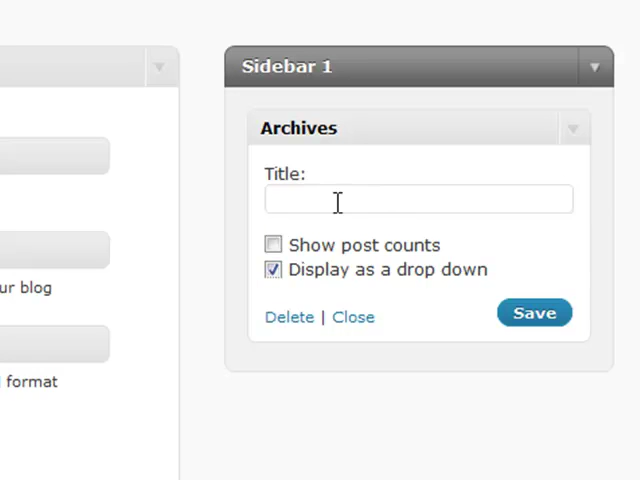 Sidebar 1
Archives
Title:
Show post counts
Display as a drop down
Delete | Close
Save
ur blog
format